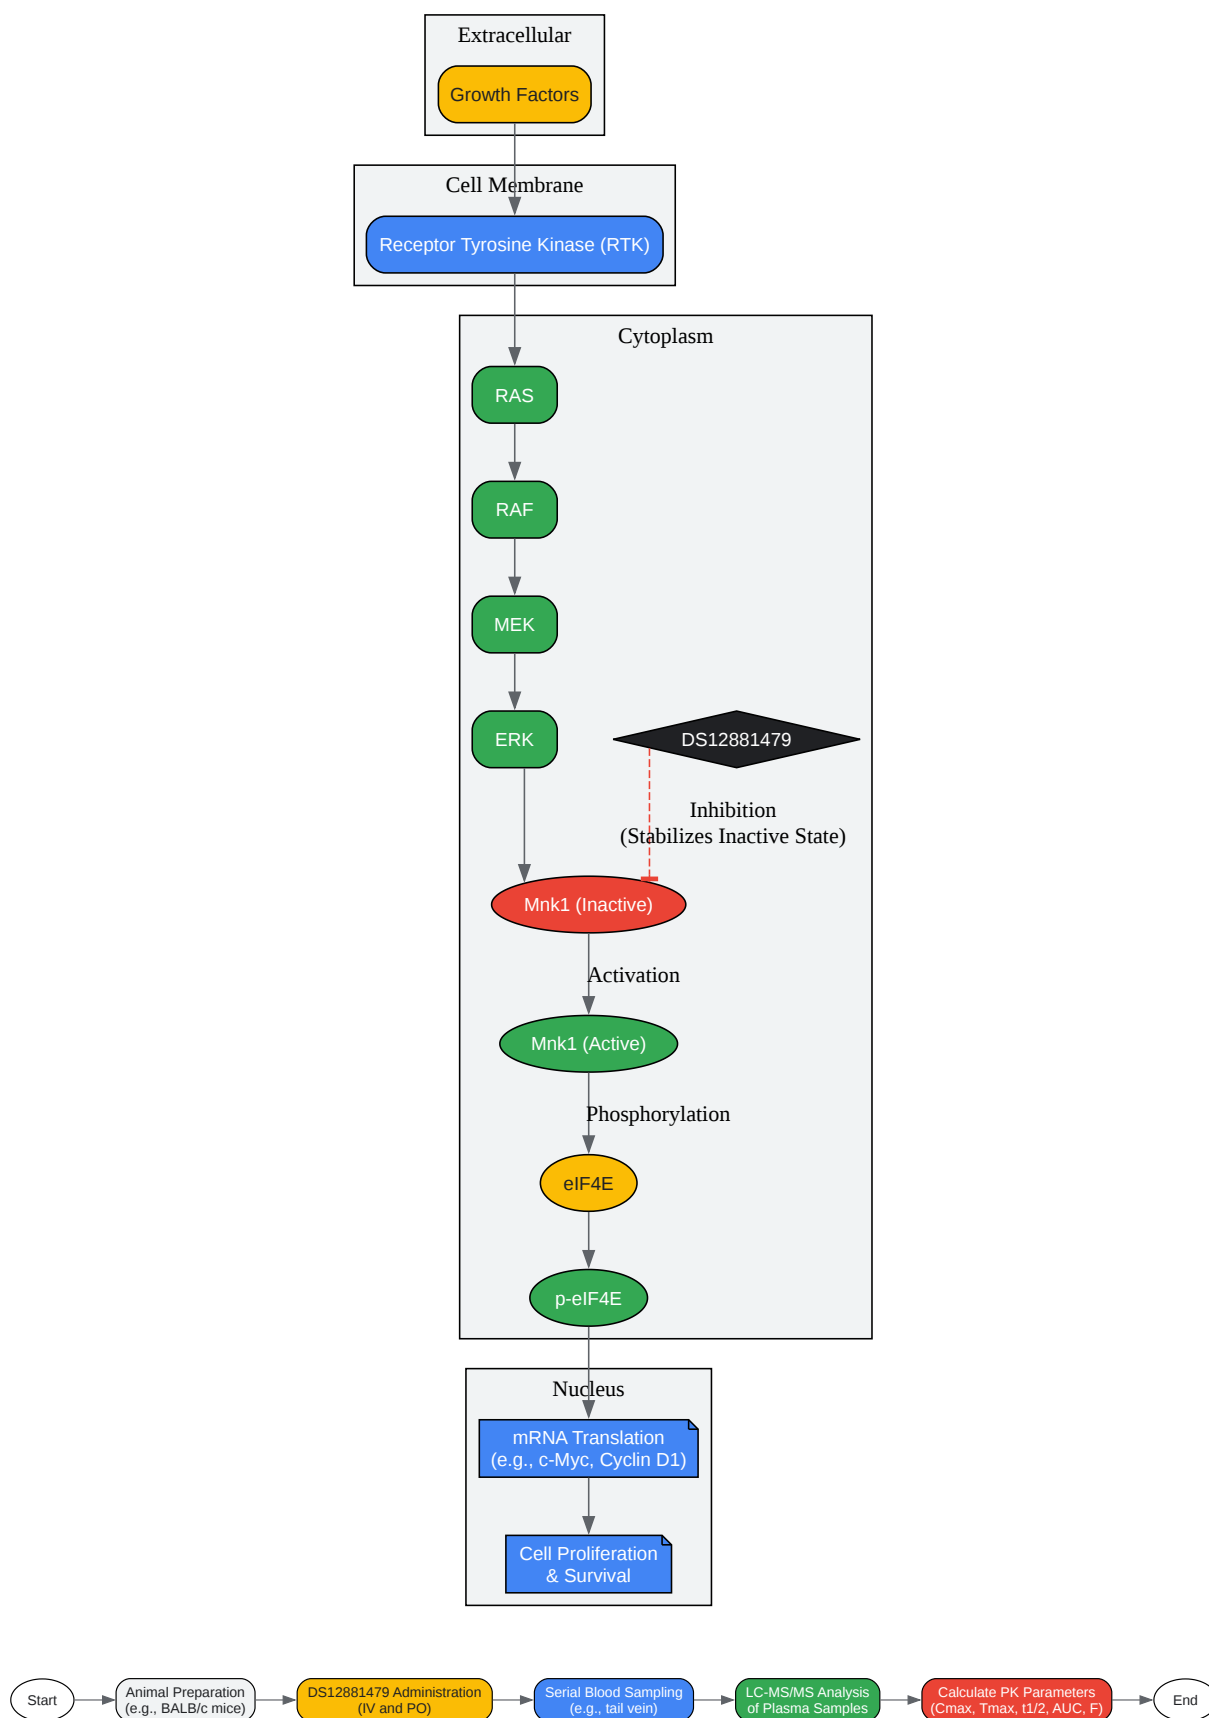 Extracellular
Growth Factors
Cell Membrane
Receptor Tyrosine Kinase (RTK)
Cytoplasm
RAS
RAF
MEK
ERK
DS12881479
Inhibition
(Stabilizes Inactive State)
Mnk1 (Inactive)
Activation
Mnk1 (Active)
Phosphorylation
eIF4E
p-eIF4E
Nucleus
mRNA Translation
(e.g., c-Myc, Cyclin D1)
Cell Proliferation
& Survival
Start
Animal Preparation
(e.g., BALB/c mice)
DS12881479 Administration
(IV and PO)
Serial Blood Sampling
(e.g., tail vein)
LC-MS/MS Analysis
of Plasma Samples
Calculate PK Parameters
(Cmax, Tmax, t1/2, AUC, F)
End